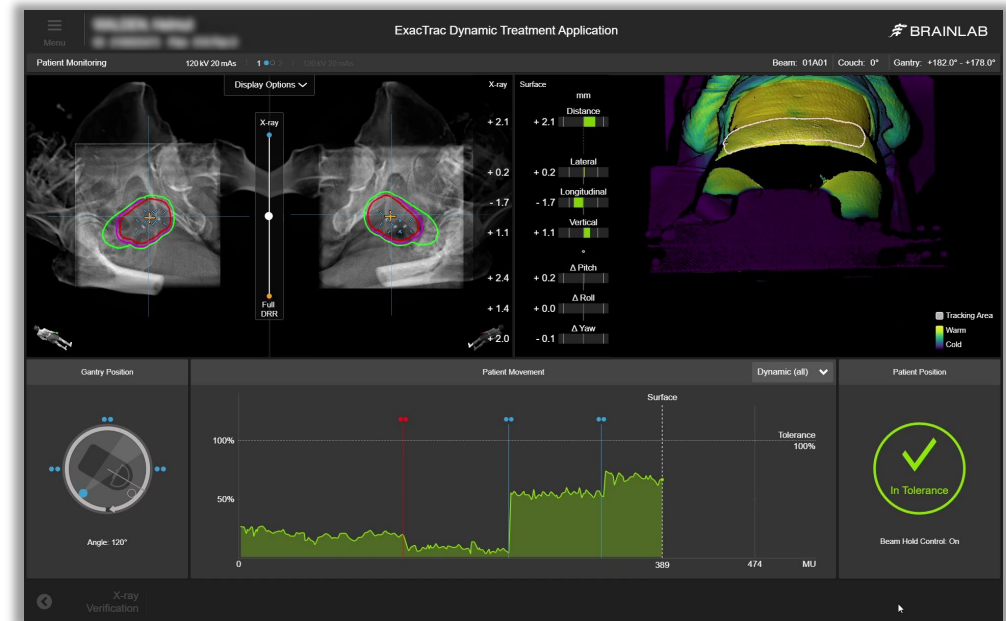 ExacTrac Dynamic Treatment Application
BRAINLAB
Menu
Patient Monitoring
120 kV 20 mAs
1
120 kV 20 mAs
Beam: 01A01
Couch: 0°
Gantry: +182.0° - +178.0°
Display Options
X-ray
Full
DRR
X-ray
+ 2.1
+ 0.2
- 1.7
+ 1.1
+ 2.4
+ 1.4
+ 2.0
Surface
mm
Distance
+ 2.1
Lateral
+ 0.2
Longitudinal
- 1.7
Vertical
+ 1.1
Δ Pitch
+ 0.2
Δ Roll
+ 0.0
Δ Yaw
- 0.1
Tracking Area
Warm
Cold
Gantry Position
Angle: 120°
Patient Movement
Dynamic (all)
Surface
100%
Tolerance
100%
50%
0
389
474
MU
Patient Position
In Tolerance
Beam Hold Control: On
X-ray
Verification